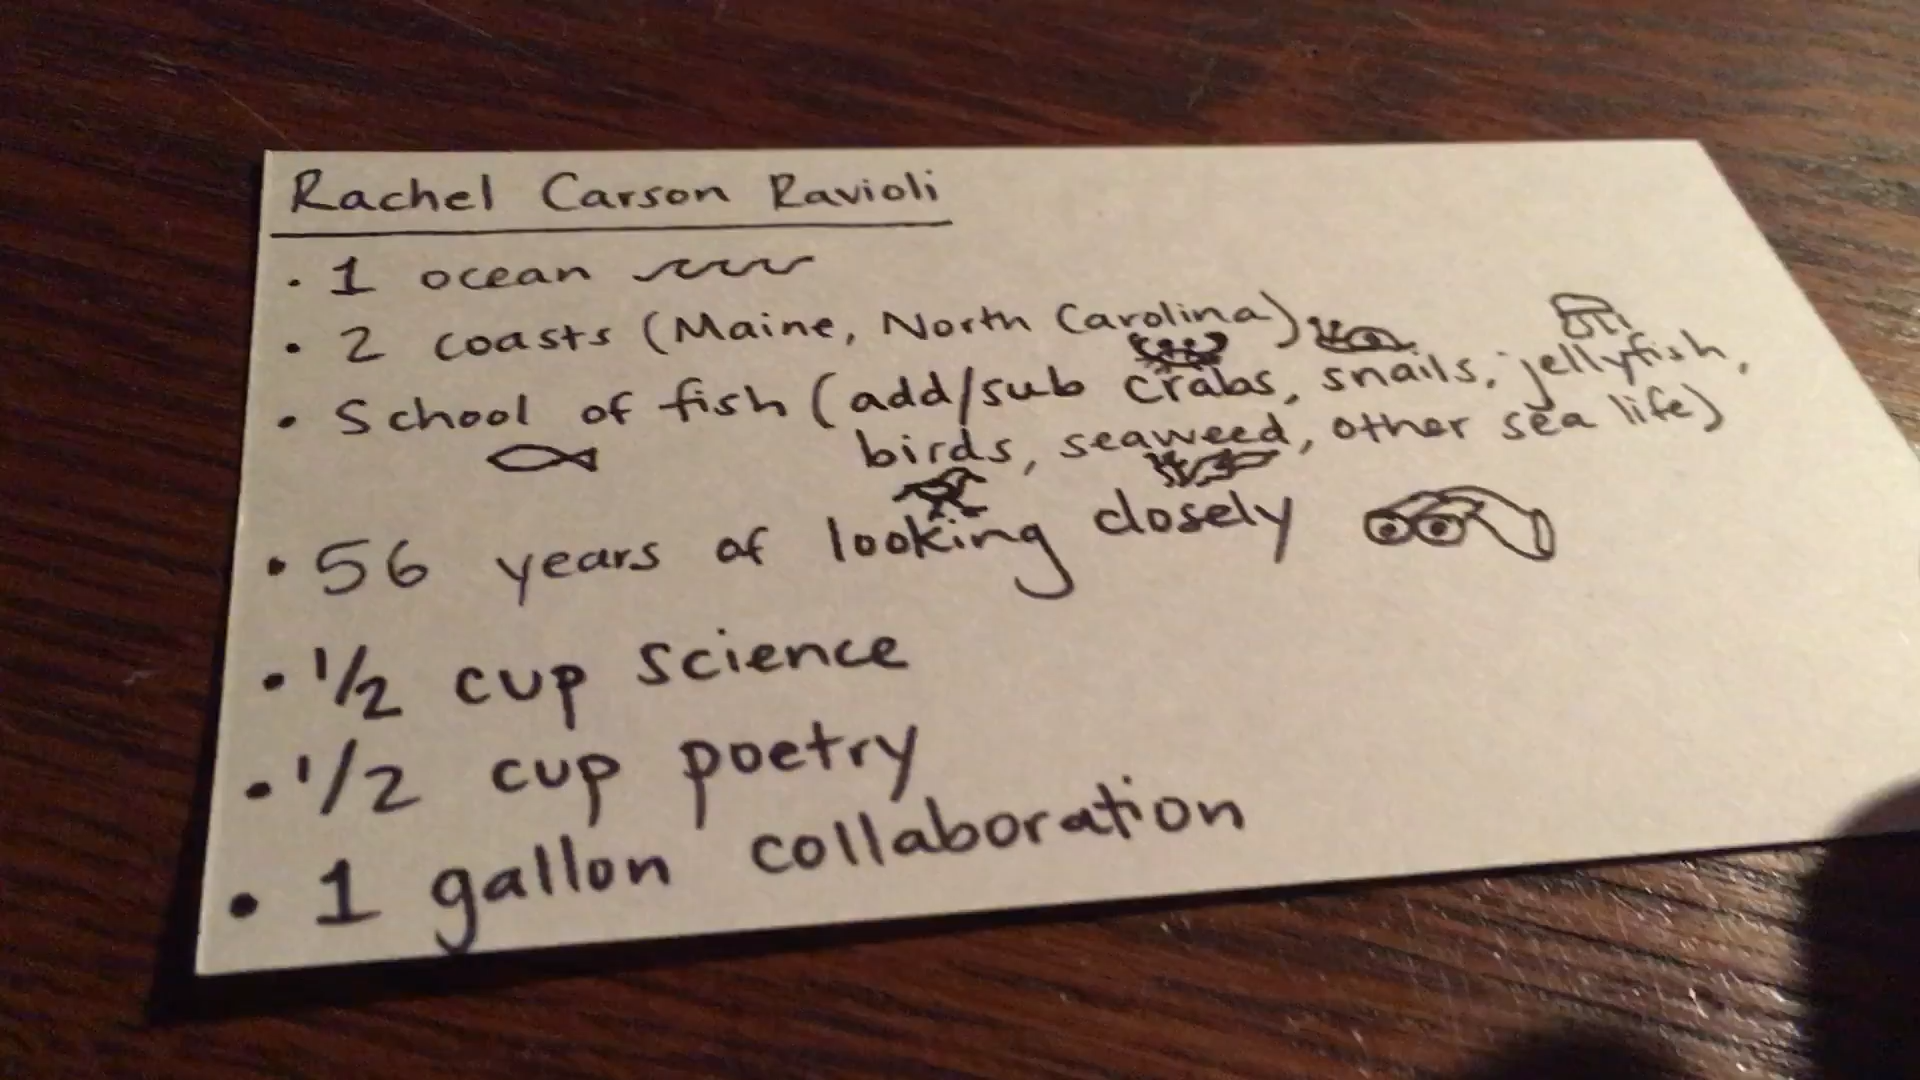 Rachel Carson Ravioli
• 1 ocean
• 2 coasts (Maine, North Carolina)
• School of fish (add/sub crabs, snails, jellyfish,
birds, seaweed, other sea life)
• 56 years of looking closely
• 1/2 cup science
• 1/2 cup poetry
• 1 gallon collaboration